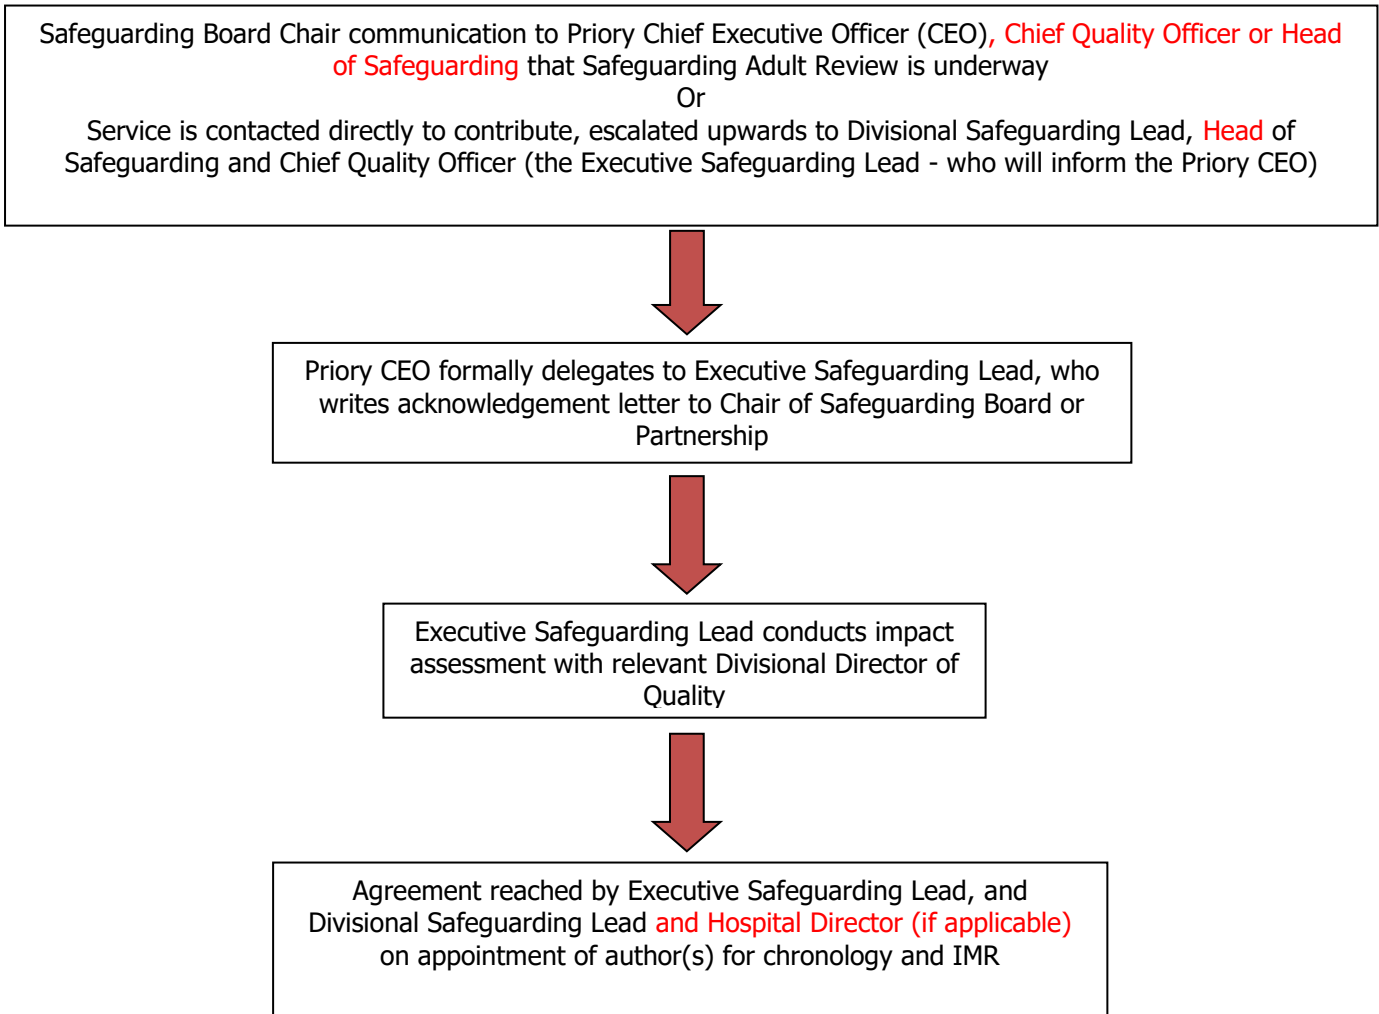 Safeguarding Board Chair communication to Priory Chief Executive Officer (CEO), Chief Quality Officer or Head
of Safeguarding that Safeguarding Adult Review is underway
Or
Service is contacted directly to contribute, escalated upwards to Divisional Safeguarding Lead, Head of
Safeguarding and Chief Quality Officer (the Executive Safeguarding Lead - who will inform the Priory CEO)
Priory CEO formally delegates to Executive Safeguarding Lead, who
writes acknowledgement letter to Chair of Safeguarding Board or
Partnership
Executive Safeguarding Lead conducts impact
assessment with relevant Divisional Director of
Quality
Agreement reached by Executive Safeguarding Lead, and
Divisional Safeguarding Lead and Hospital Director (if applicable)
on appointment of author(s) for chronology and IMR